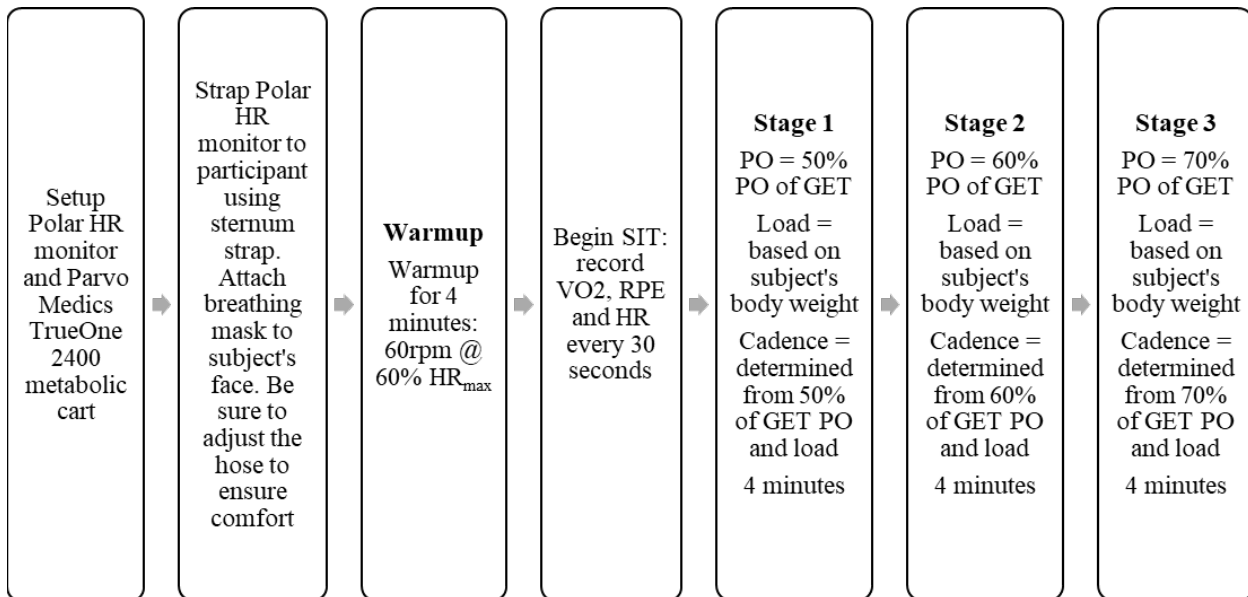 Setup
Polar HR
monitor
and Parvo
Medics
TrueOne
2400
metabolic
cart
Strap Polar
HR
monitor to
participant
using
sternum
strap.
Attach
breathing
mask to
subject's
face. Be
sure to
adjust the
hose to
ensure
comfort
Warmup
Warmup
for 4
minutes:
60rpm @
60% HRmax
Begin SIT:
record
VO2, RPE
and HR
every 30
seconds
Stage 1
PO = 50%
PO of GET
Load =
based on
subject's
body weight
Cadence =
determined
from 50%
of GET PO
and load
4 minutes
Stage 2
PO = 60%
PO of GET
Load =
based on
subject's
body weight
Cadence =
determined
from 60%
of GET PO
and load
4 minutes
Stage 3
PO = 70%
PO of GET
Load =
based on
subject's
body weight
Cadence =
determined
from 70%
of GET PO
and load
4 minutes